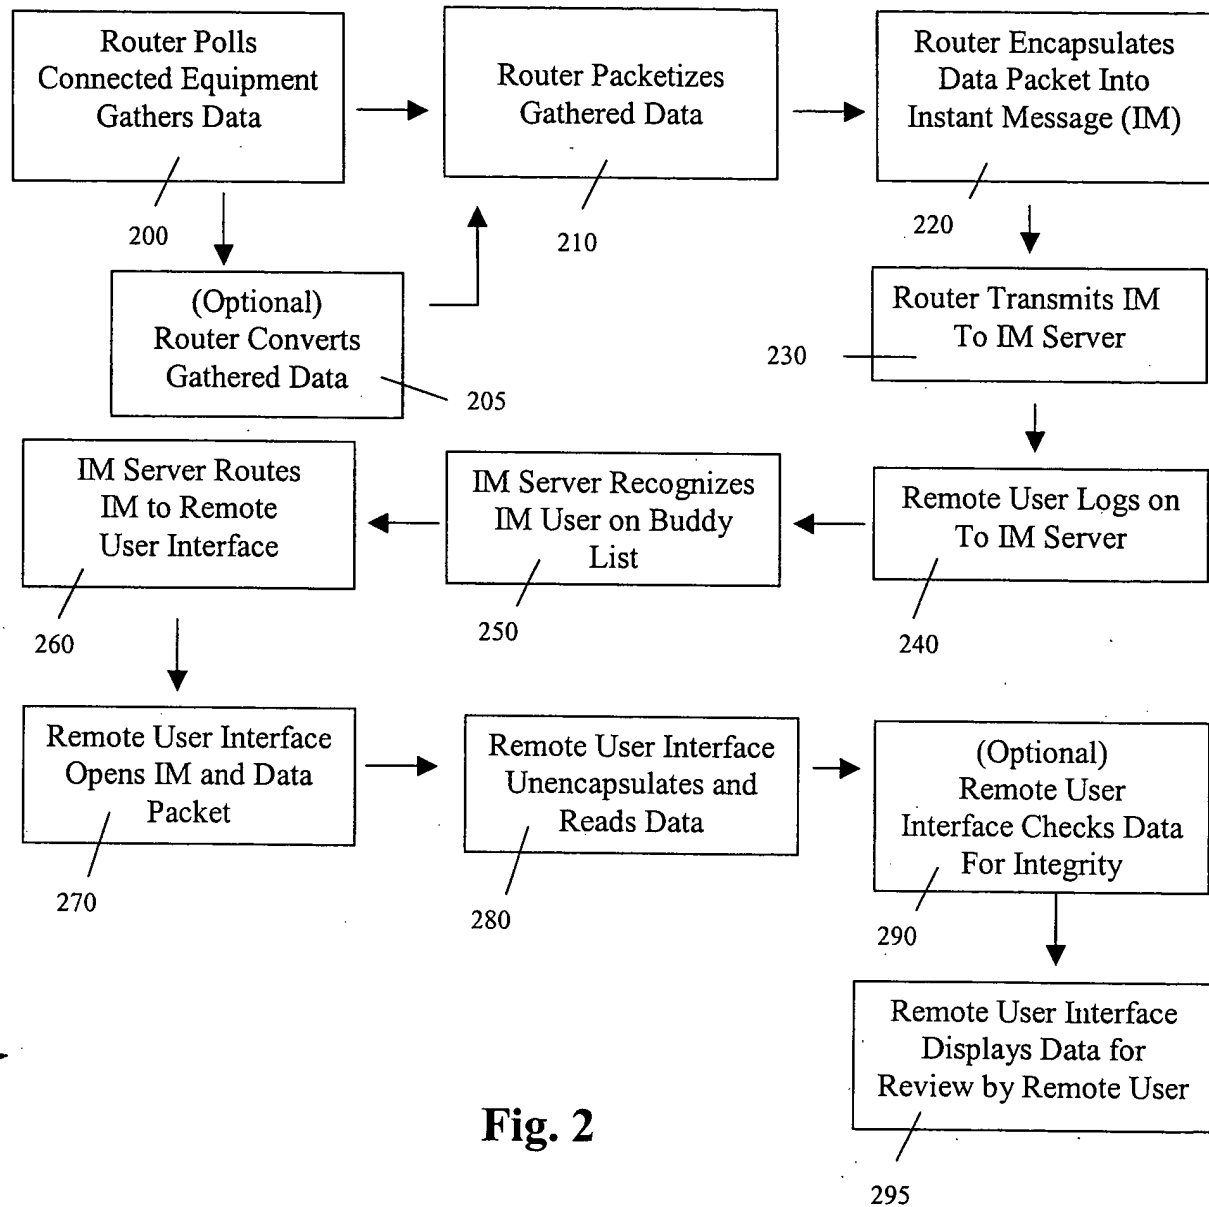 Router Polls
Connected Equipment
Gathers Data
200
Router Packetizes
Gathered Data
210
Router Encapsulates
Data Packet Into
Instant Message (IM)
220
(Optional)
Router Converts
Gathered Data
205
Router Transmits IM
To IM Server
230
Remote User Logs on
To IM Server
240
IM Server Recognizes
IM User on Buddy
List
250
IM Server Routes
IM to Remote
User Interface
260
Remote User Interface
Opens IM and Data
Packet
270
Remote User Interface
Unencapsulates and
Reads Data
280
(Optional)
Remote User
Interface Checks Data
For Integrity
290
Remote User Interface
Displays Data for
Review by Remote User
295
Fig. 2